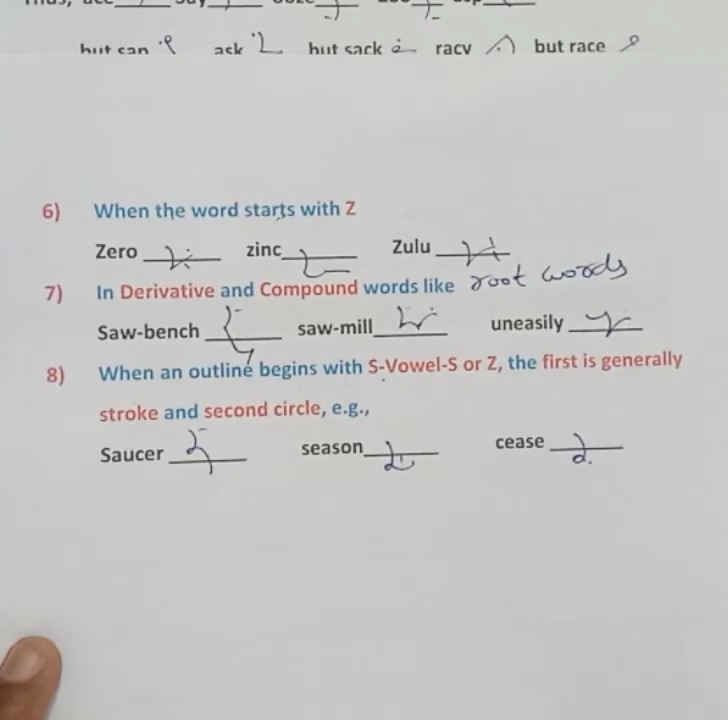 but can ask but sack racy but race
6) When the word starts with Z
Zero zinc Zulu
7) In Derivative and Compound words like root words
Saw-bench saw-mill uneasily
8) When an outline begins with S-Vowel-S or Z, the first is generally
stroke and second circle, e.g.,
Saucer season cease